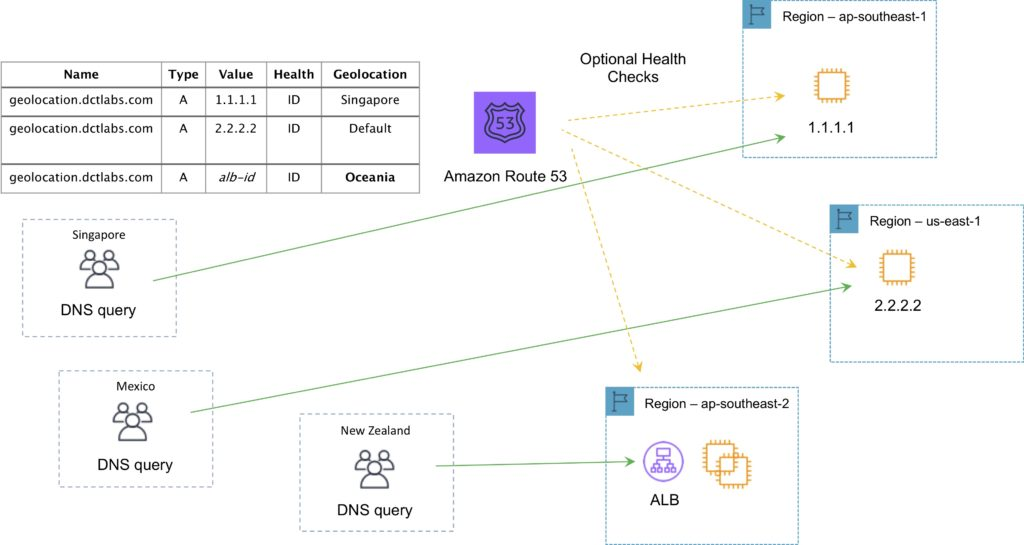 Region – ap-southeast-1
Optional Health
Checks
Name Type Value Health Geolocation
geolocation.dctlabs.com A 1.1.1.1 ID Singapore
geolocation.dctlabs.com A 2.2.2.2 ID Default
geolocation.dctlabs.com A alb-id ID Oceania
53
1.1.1.1
Amazon Route 53
Region – us-east-1
Singapore
DNS query
2.2.2.2
Mexico
DNS query
Region – ap-southeast-2
New Zealand
DNS query
ALB